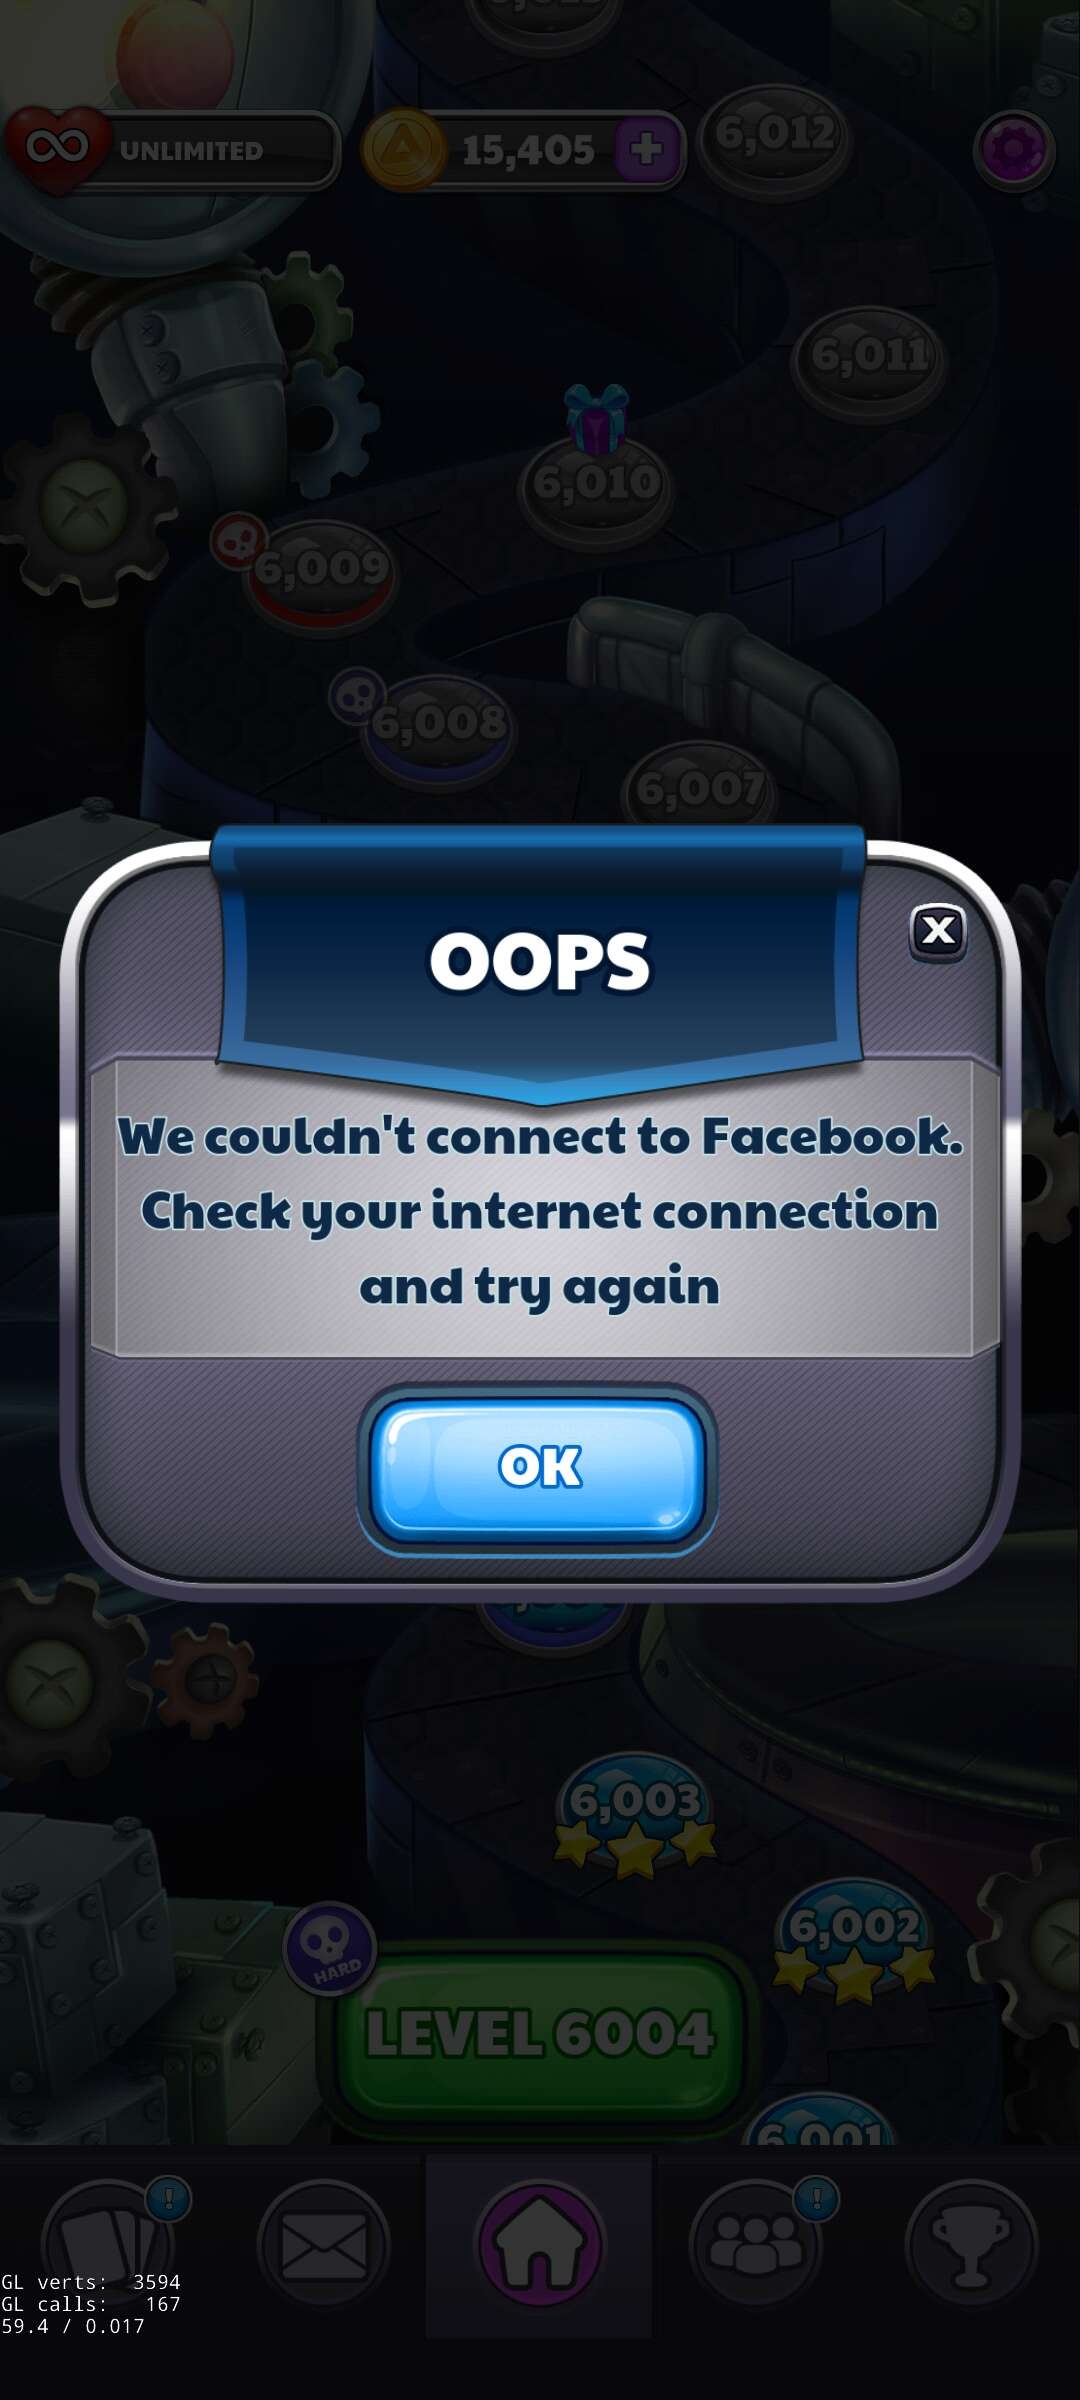 6,013
6,012
UNLIMITED
15,405
6,011
6,010
6,009
6,008
6,007
OOPS
X
We couldn't connect to Facebook.
Check your internet connection
and try again
OK
6,003
6,002
HARD
LEVEL 6004
6,001
GL verts: 3594
GL calls: 167
59.4 / 0.017